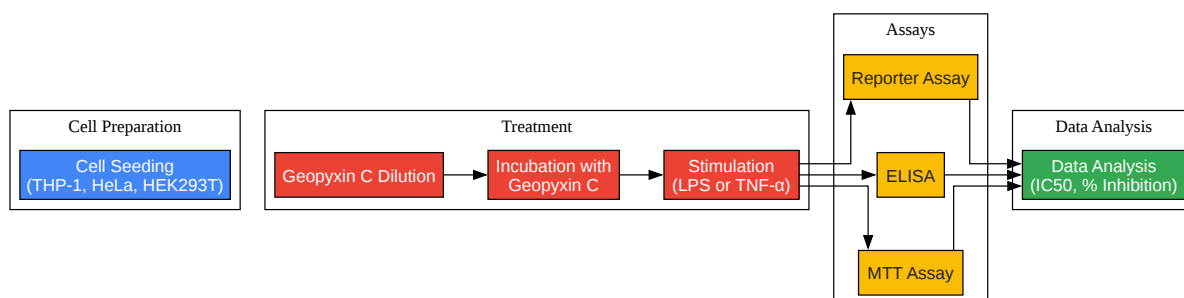 Cell Preparation
Cell Seeding
(THP-1, HeLa, HEK293T)
Treatment
Geopyxin C Dilution
Incubation with
Geopyxin C
Stimulation
(LPS or TNF-α)
Assays
Reporter Assay
ELISA
MTT Assay
Data Analysis
Data Analysis
(IC50, % Inhibition)